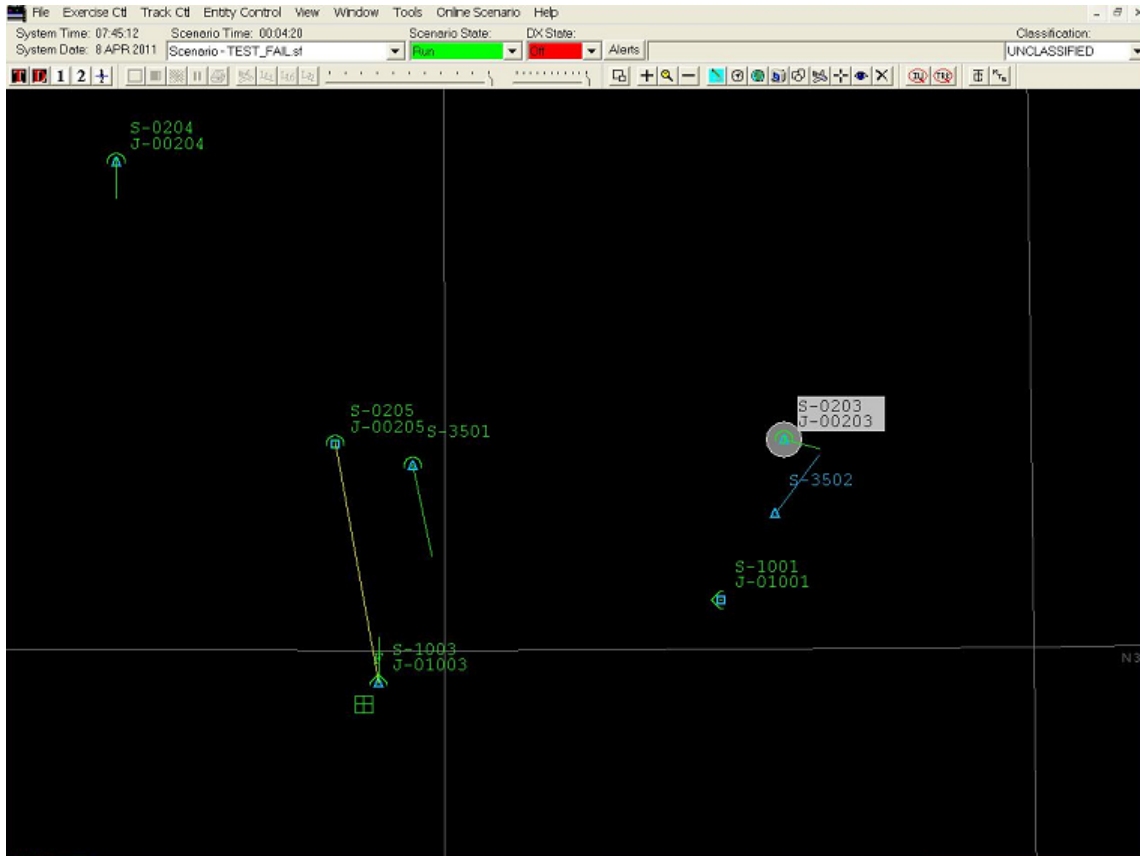 File Exercise Ctl Track Ctl Entity Control View Window Tools Online Scenario Help
System Time: 07:45:12 Scenario Time: 00:04:20 Scenario State: DX State: Classification:
System Date: 8 APR 2011 Scenario - TEST_FAIL.sf Run Off Alerts UNCLASSIFIED
1 2
S-0204
J-00204
S-0205
J-00205 S-3501
S-0203
J-00203
S-3502
S-1001
J-01001
S-1003
J-01003
N3